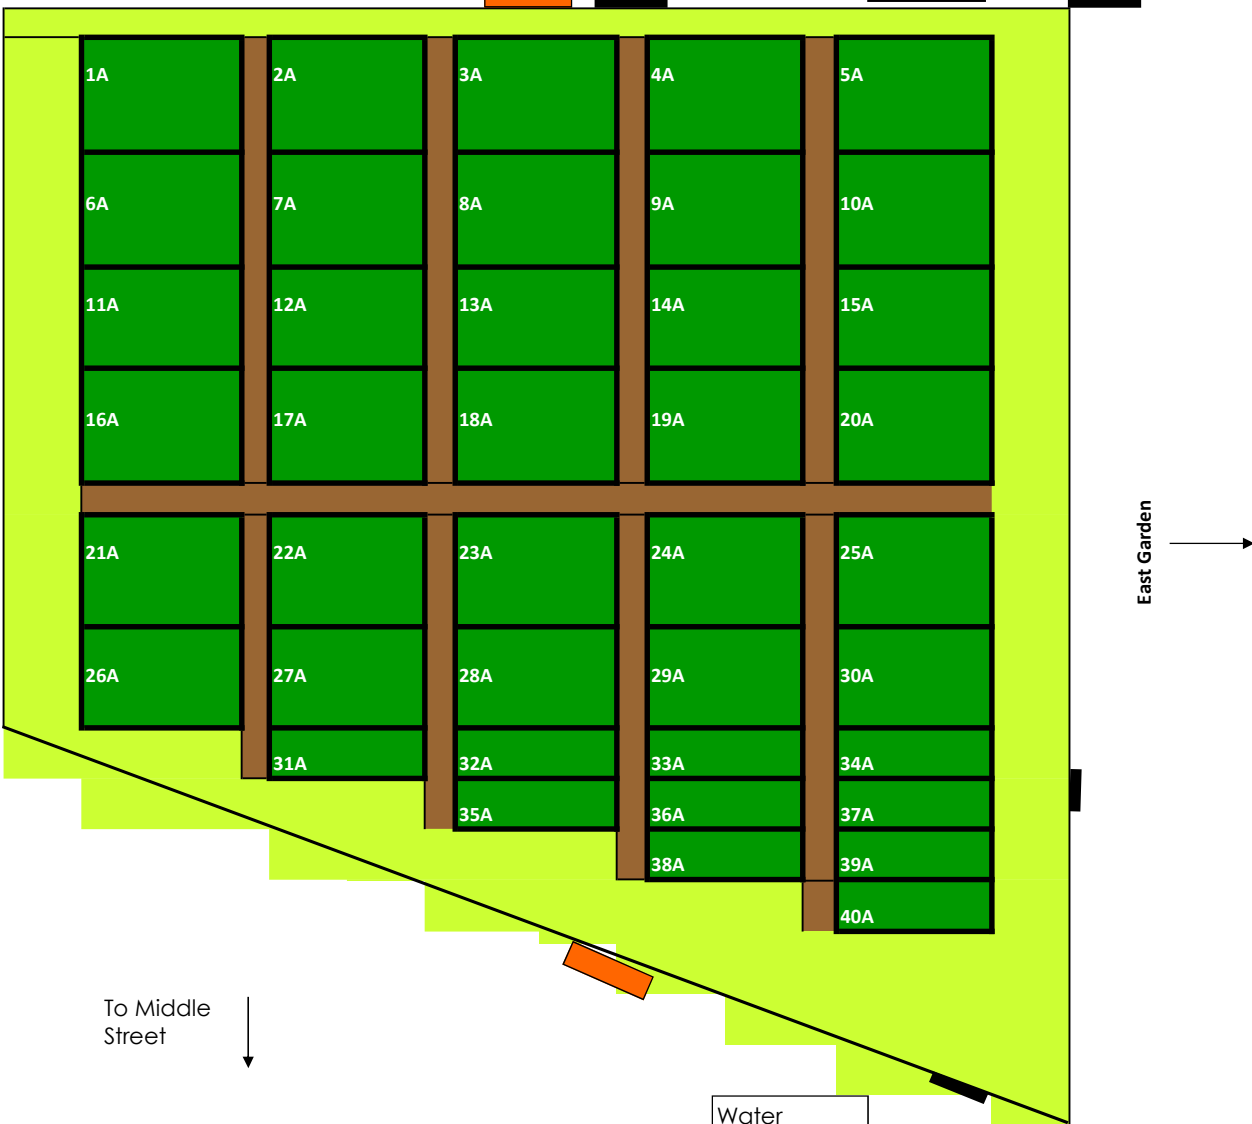 1A 2A 3A 4A 5A
6A 7A 8A 9A 10A
11A 12A 13A 14A 15A
16A 17A 18A 19A 20A
21A 22A 23A 24A 25A
26A 27A 28A 29A 30A
31A 32A 33A 34A
35A 36A 37A
38A 39A
40A
East Garden
To Middle
Street
Water